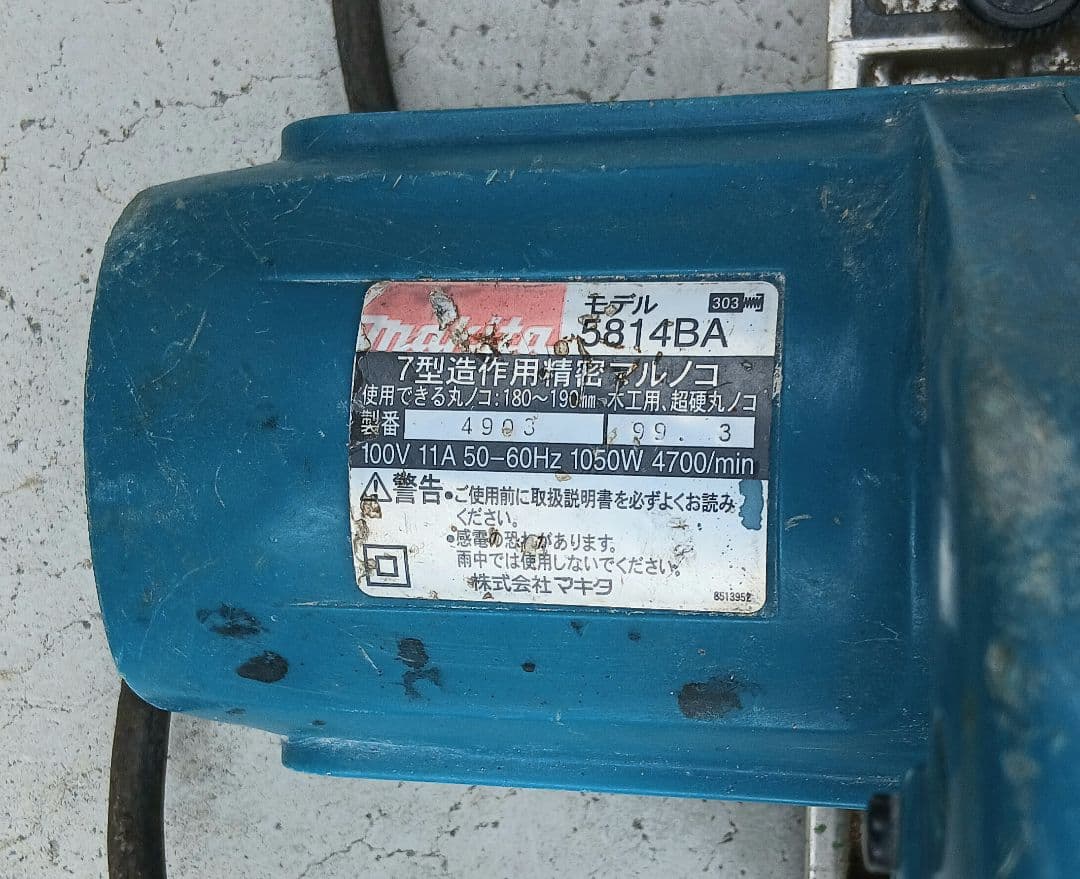 makita
モデル 303
5814BA
7型造作用精密マルノコ
使用できる丸ノコ:180〜190mm 木工用、超硬丸ノコ
製番 4903 99. 3
100V 11A 50-60Hz 1050W 4700/min
警告 •ご使用前に取扱説明書を必ずよくお読み
ください。
•感電の恐れがあります。
雨中では使用しないでください。
株式会社マキタ
8513952